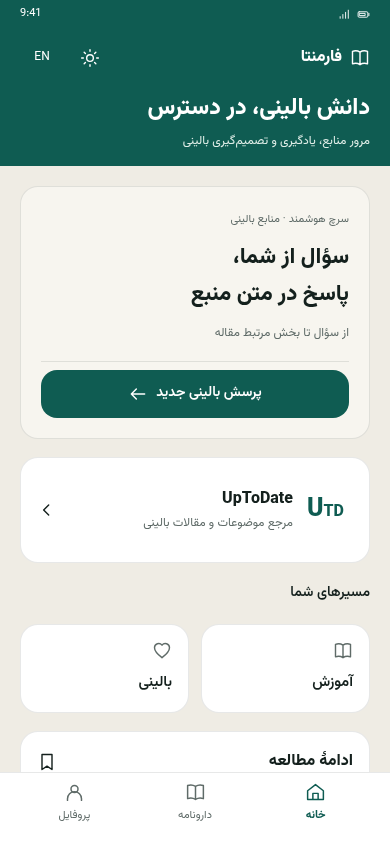 9:41
فارمنتا
EN
دانش بالینی، در دسترس
مرور منابع، یادگیری و تصمیم‌گیری بالینی
سرچ هوشمند · منابع بالینی
سؤال از شما،
پاسخ در متن منبع
از سؤال تا بخش مرتبط مقاله
پرسش بالینی جدید
UTD
UpToDate
مرجع موضوعات و مقالات بالینی
مسیرهای شما
آموزش
بالینی
ادامهٔ مطالعه
خانه
دارونامه
پروفایل